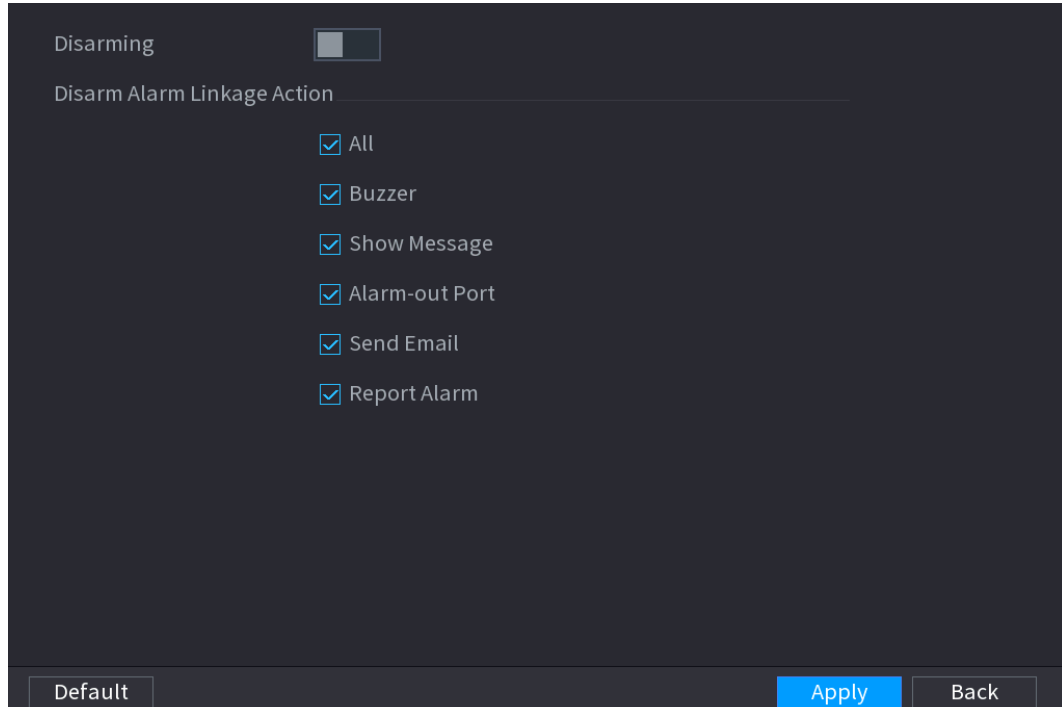 Disarming
Disarm Alarm Linkage Action
All
Buzzer
Show Message
Alarm-out Port
Send Email
Report Alarm
Default Apply Back